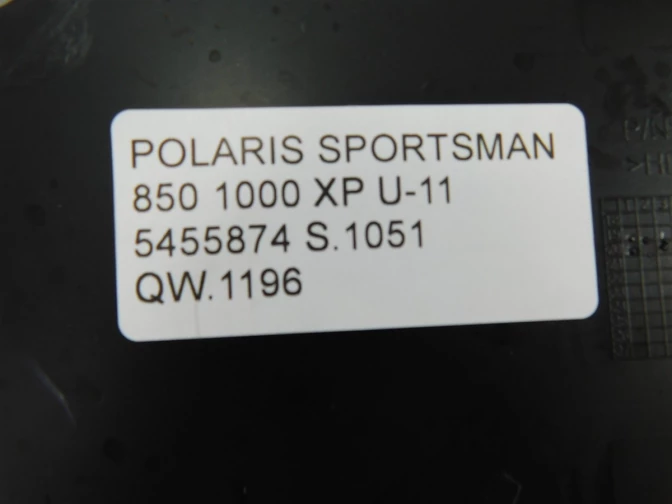 POLARIS SPORTSMAN
850 1000 XP U-11
5455874 S.1051
QW.1196